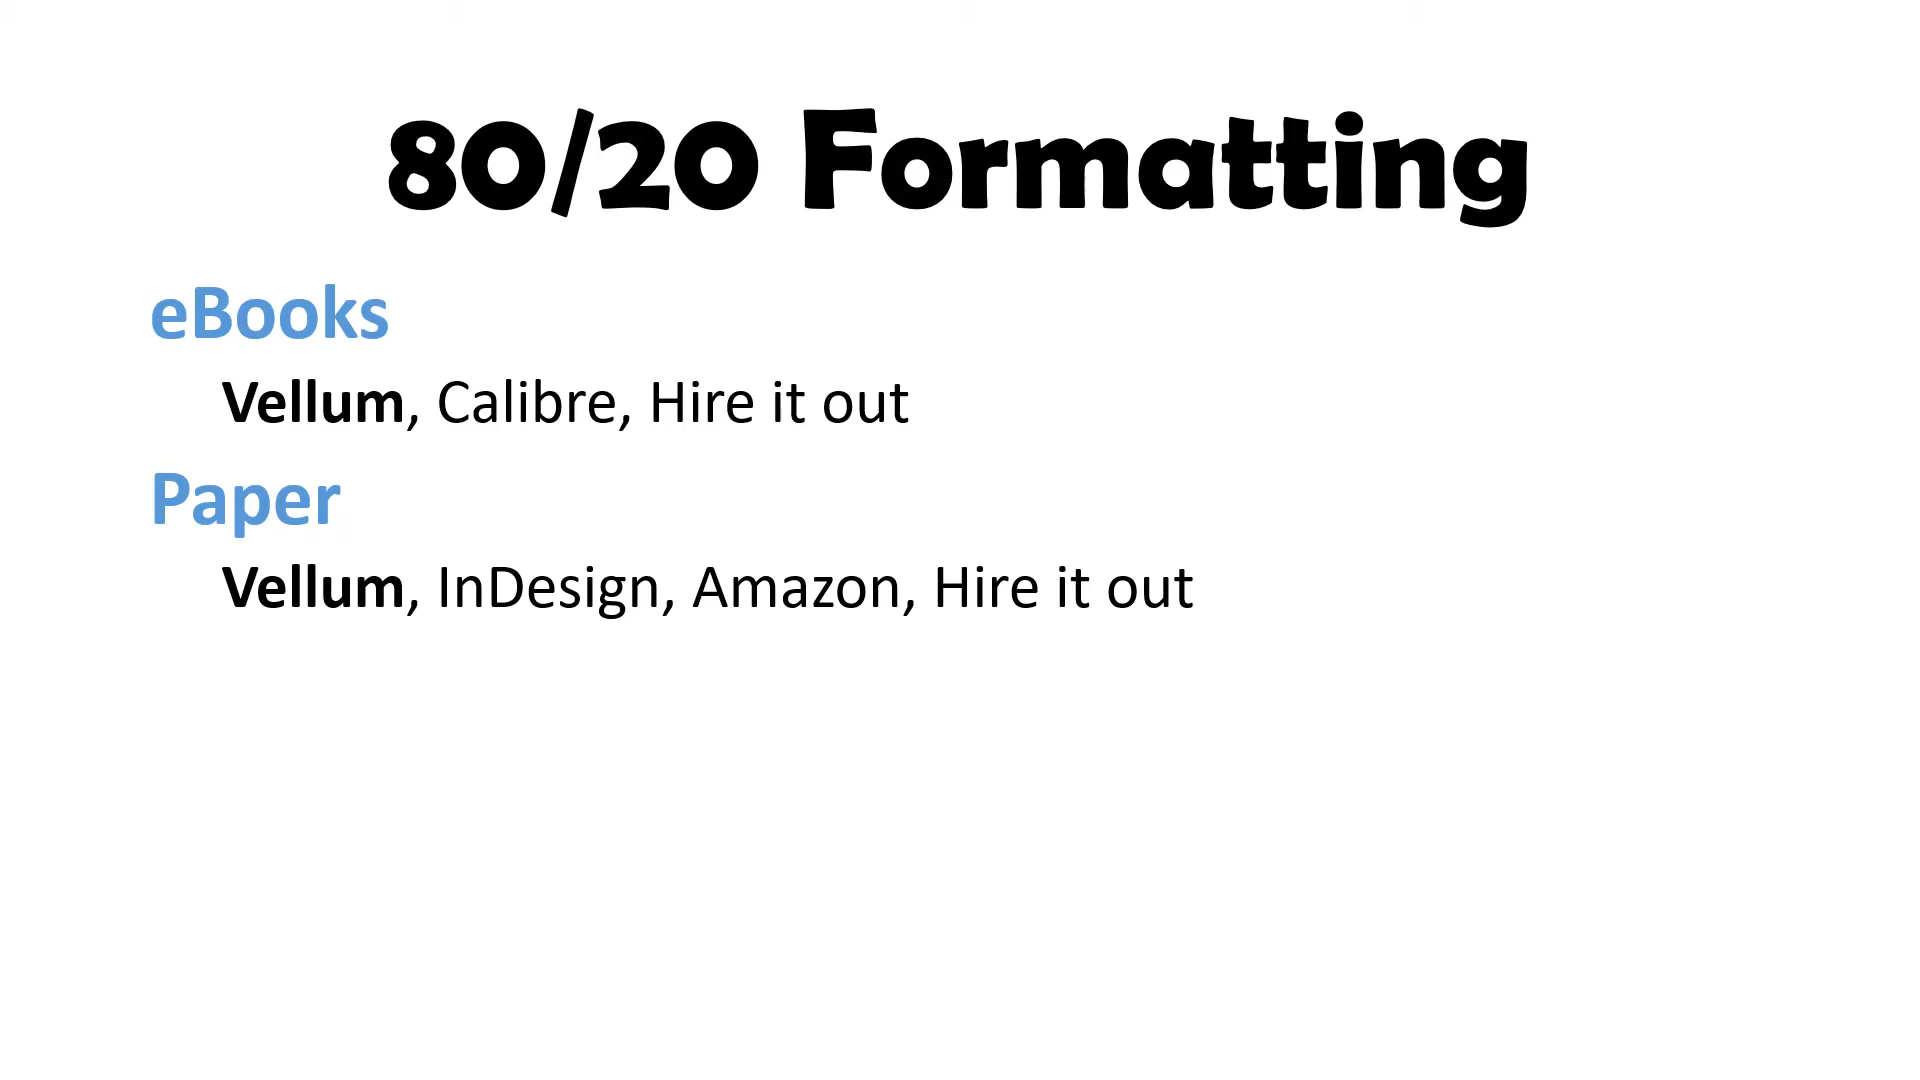 80/20 Formatting
eBooks
Vellum, Calibre, Hire it out
Paper
Vellum, InDesign, Amazon, Hire it out